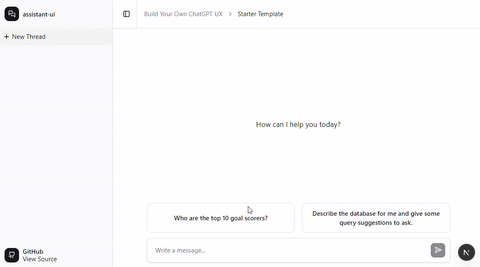 assistant-ui
Build Your Own ChatGPT UX > Starter Template
+ New Thread
How can I help you today?
Who are the top 10 goal scorers?
Describe the database for me and give some
query suggestions to ask.
Write a message...
GitHub
View Source
N